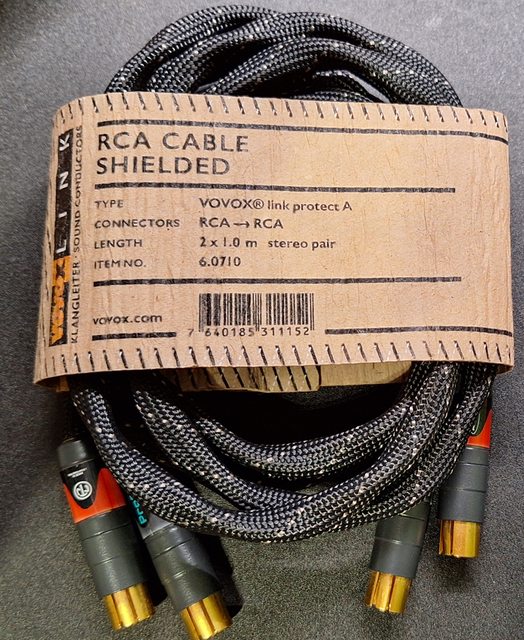 VOVOX LINK
KLANGLEITER · SOUND CONDUCTORS
RCA CABLE
SHIELDED
TYPE VOVOX® link protect A
CONNECTORS RCA → RCA
LENGTH 2 x 1.0 m stereo pair
ITEM NO. 6.0710
vovox.com
7 640185 311152